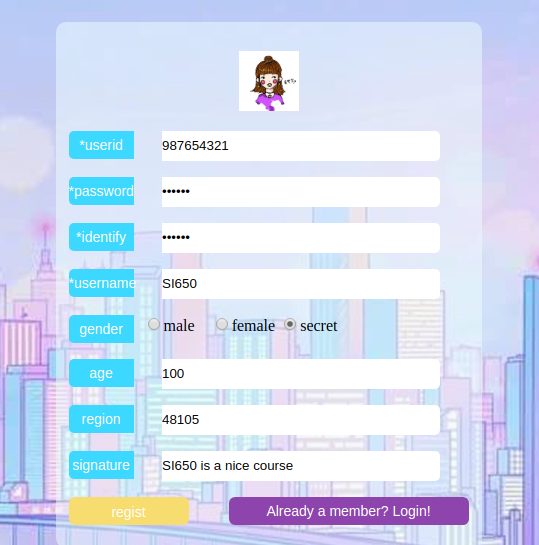 *userid 987654321
*password ••••••
*identify ••••••
*username SI650
gender male female secret
age 100
region 48105
signature SI650 is a nice course
regist Already a member? Login!